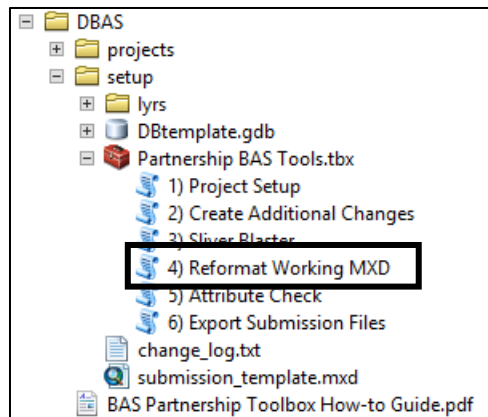 DBAS
projects
setup
lyrs
DBtemplate.gdb
Partnership BAS Tools.tbx
1) Project Setup
2) Create Additional Changes
3) Sliver Blaster
4) Reformat Working MXD
5) Attribute Check
6) Export Submission Files
change_log.txt
submission_template.mxd
BAS Partnership Toolbox How-to Guide.pdf